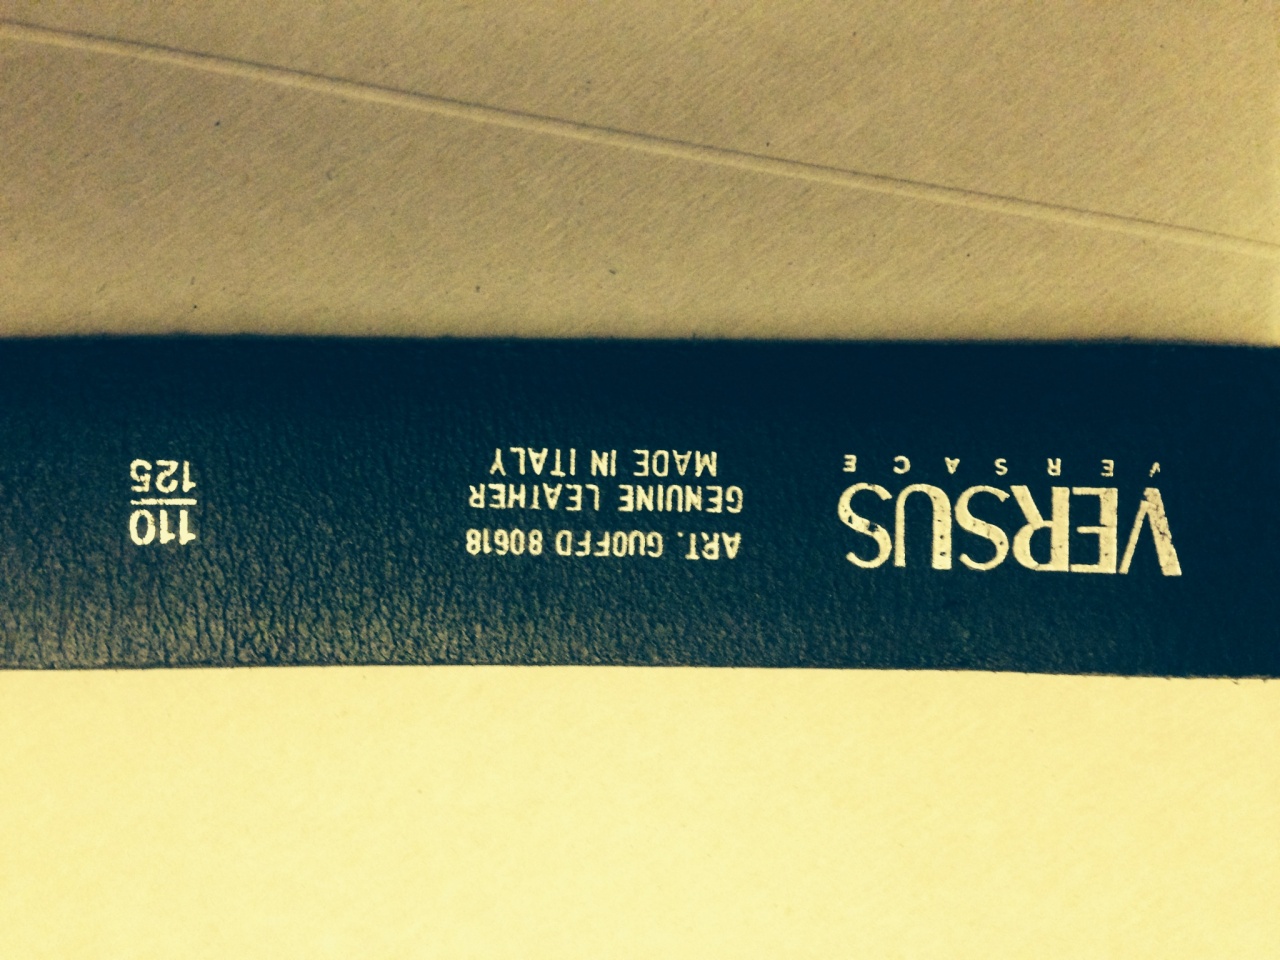 VERSUS
VERSACE
ART. GUOFFD 80618
GENUINE LEATHER
MADE IN ITALY
110
125